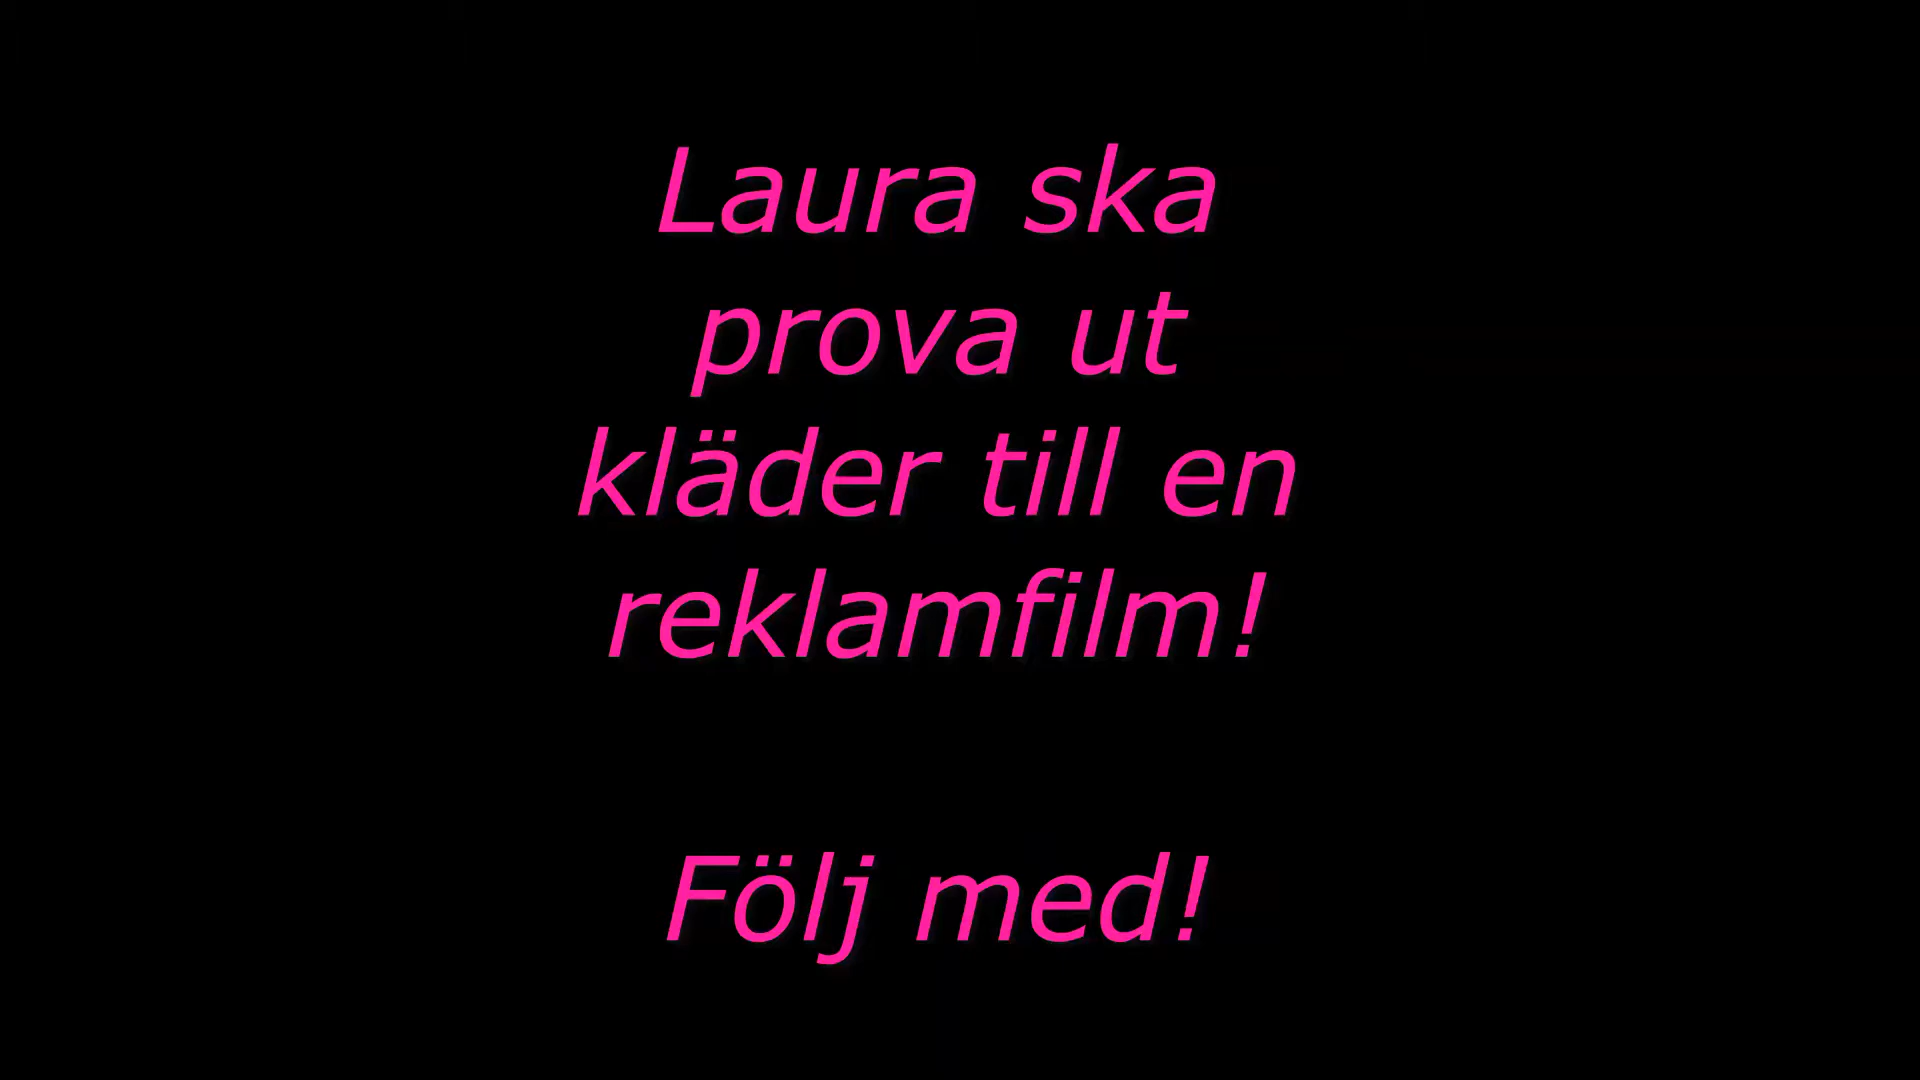 Laura ska
prova ut
kläder till en
reklamfilm!
Följ med!